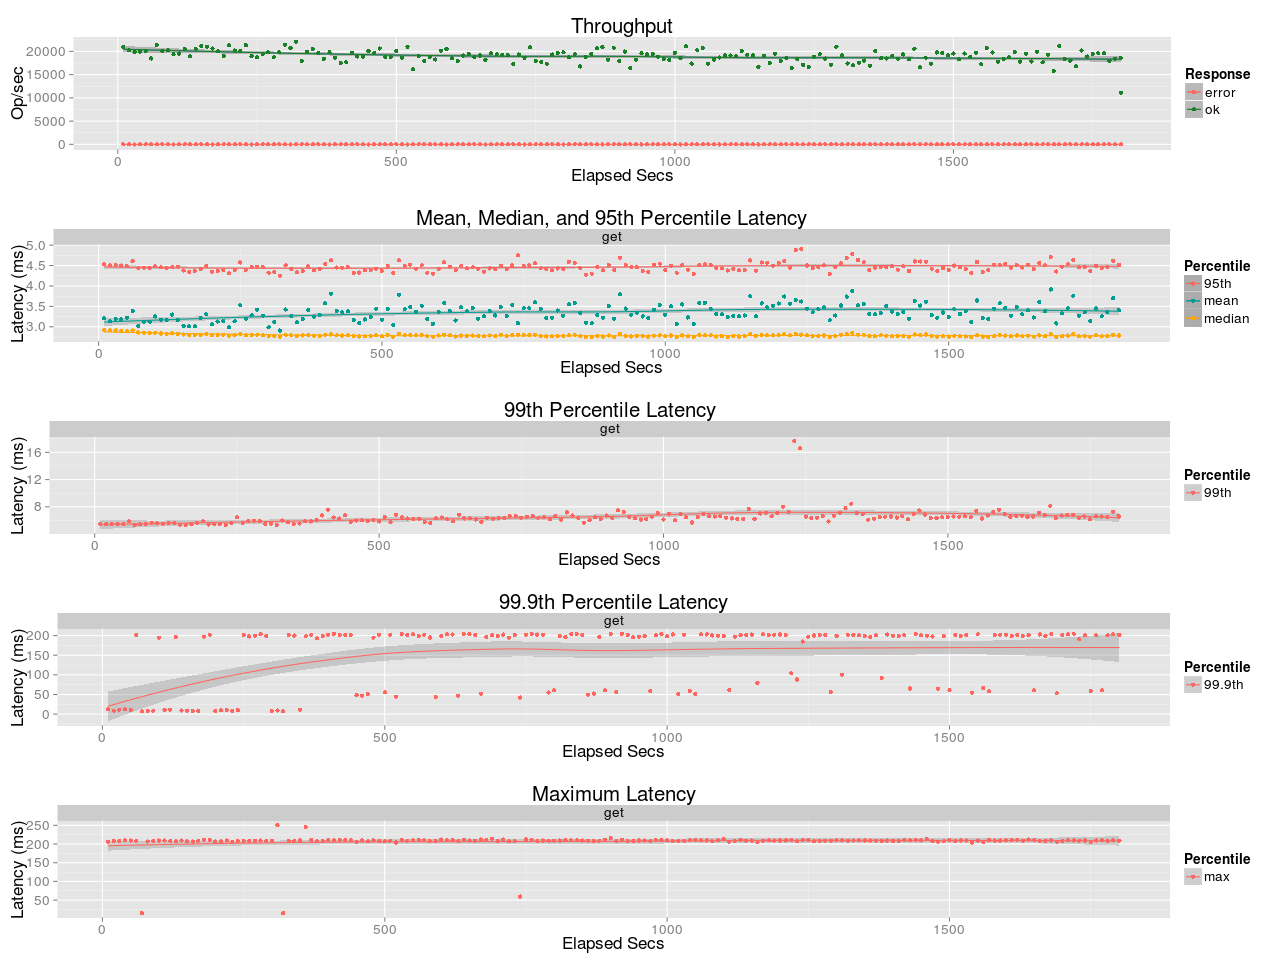 Throughput
20000
15000
10000
5000
0
Op/sec
0 500 1000 1500
Elapsed Secs
Response
error
ok
Mean, Median, and 95th Percentile Latency
get
5.0
4.5
4.0
3.5
3.0
Latency (ms)
0 500 1000 1500
Elapsed Secs
Percentile
95th
mean
median
99th Percentile Latency
get
16
12
8
Latency (ms)
0 500 1000 1500
Elapsed Secs
Percentile
99th
99.9th Percentile Latency
get
200
150
100
50
0
Latency (ms)
0 500 1000 1500
Elapsed Secs
Percentile
99.9th
Maximum Latency
get
250
200
150
100
50
Latency (ms)
0 500 1000 1500
Elapsed Secs
Percentile
max